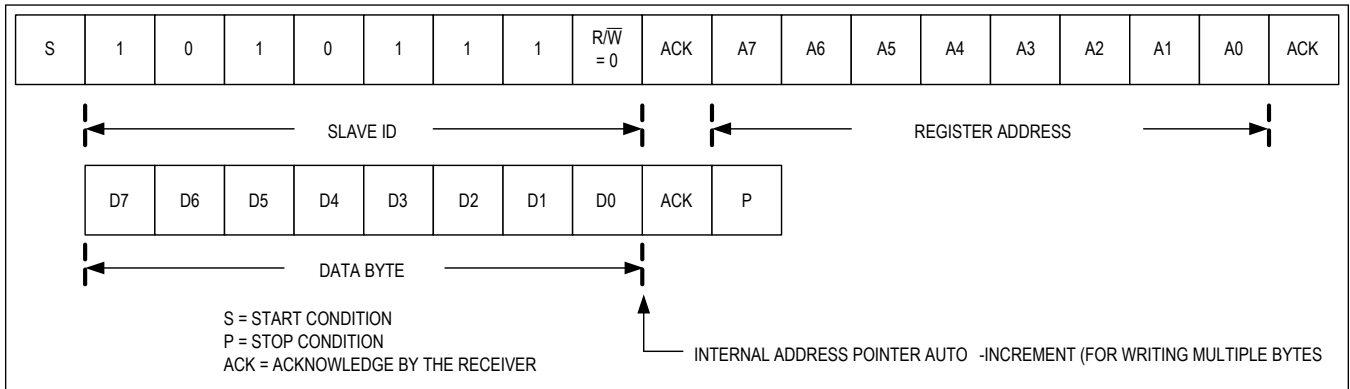 S 1 0 1 0 1 1 1 R/W̅ = 0 ACK A7 A6 A5 A4 A3 A2 A1 A0 ACK
SLAVE ID REGISTER ADDRESS
D7 D6 D5 D4 D3 D2 D1 D0 ACK P
DATA BYTE
S = START CONDITION
P = STOP CONDITION
ACK = ACKNOWLEDGE BY THE RECEIVER
INTERNAL ADDRESS POINTER AUTO -INCREMENT (FOR WRITING MULTIPLE BYTES